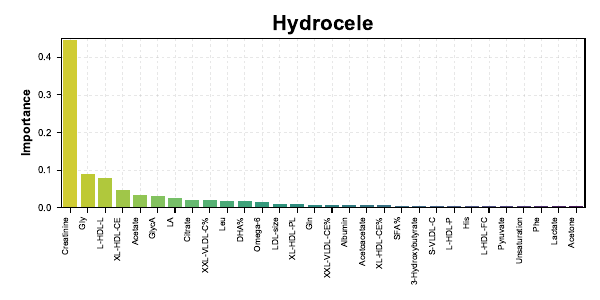 Hydrocele
Importance
0.4
0.3
0.2
0.1
0.0
Creatinine
Gly
L-HDL-L
XL-HDL-CE
Acetate
GlycA
LA
Citrate
XXL-VLDL-C%
Leu
DHA%
Omega-6
LDL-size
XL-HDL-PL
Gln
XXL-VLDL-CE%
Albumin
Acetoacetate
XL-HDL-CE%
SFA%
3-Hydroxybutyrate
S-VLDL-C
L-HDL-P
His
L-HDL-FC
Pyruvate
Unsaturation
Phe
Lactate
Acetone